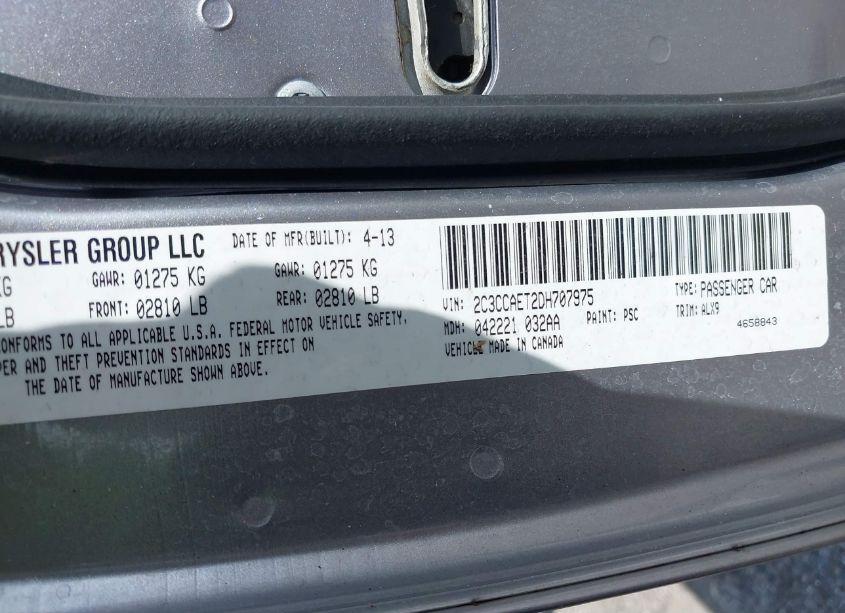 RYSLER GROUP LLC
DATE OF MFR(BUILT): 4-13
KG GAWR: 01275 KG GAWR: 01275 KG
LB FRONT: 02810 LB REAR: 02810 LB
ONFORMS TO ALL APPLICABLE U.S.A. FEDERAL MOTOR VEHICLE SAFETY,
PER AND THEFT PREVENTION STANDARDS IN EFFECT ON
THE DATE OF MANUFACTURE SHOWN ABOVE.
VIN: 2C3CCAET2DH707975 TYPE: PASSENGER CAR
MDH: 042221 032AA PAINT: PSC TRIM: ALX9
VEHICLE MADE IN CANADA 4658843